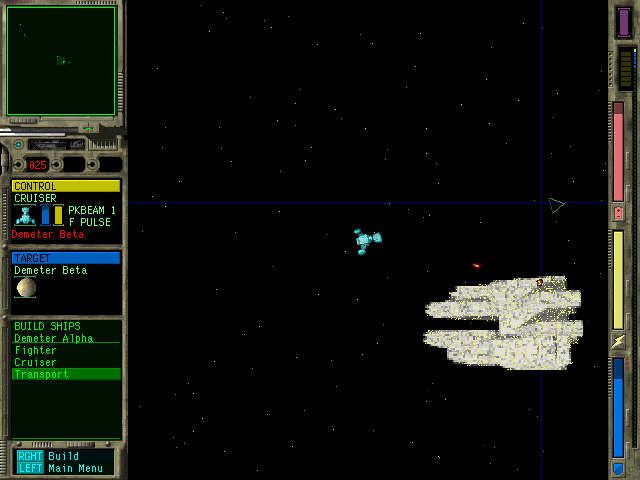 025
CONTROL
CRUISER
PKBEAM 1
F PULSE
Demeter Beta
TARGET
Demeter Beta
BUILD SHIPS
Demeter Alpha
Fighter
Cruiser
Transport
RGHT Build
LEFT Main Menu